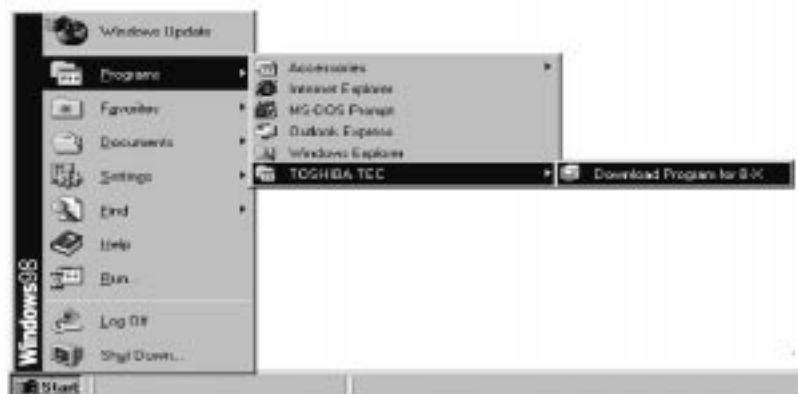 Windows Update
Programs
Favorites
Documents
Settings
Find
Help
Run...
Log Off
Shut Down...
Windows98
Start
Accessories
Internet Explorer
MS-DOS Prompt
Outlook Express
Windows Explorer
TOSHIBA TEC
Download Program for B-X